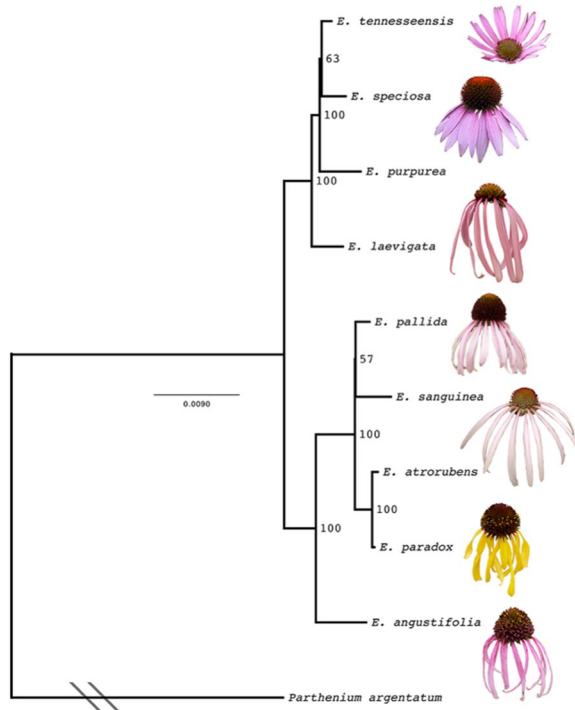 E. tennesseensis
63
E. speciosa
100
E. purpurea
100
E. laevigata
E. pallida
57
0.0090
E. sanguinea
100
E. atrorubens
100
100
E. paradox
E. angustifolia
Parthenium argentatum